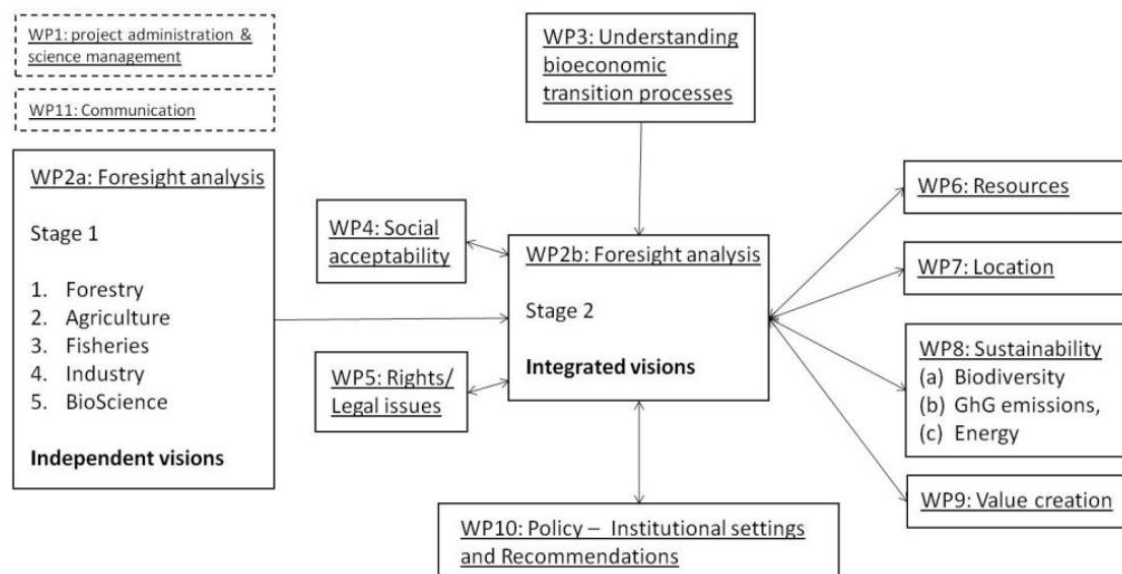 WP1: project administration &
science management
WP11: Communication
WP2a: Foresight analysis
Stage 1
1. Forestry
2. Agriculture
3. Fisheries
4. Industry
5. BioScience
Independent visions
WP3: Understanding
bioeconomic
transition processes
WP4: Social
acceptability
WP5: Rights/
Legal issues
WP2b: Foresight analysis
Stage 2
Integrated visions
WP10: Policy – Institutional settings
and Recommendations
WP6: Resources
WP7: Location
WP8: Sustainability
(a) Biodiversity
(b) GhG emissions,
(c) Energy
WP9: Value creation